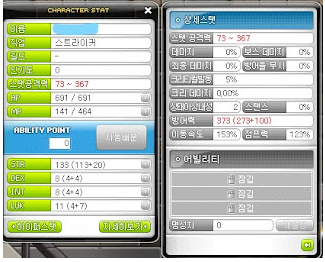 CHARACTER STAT
이름
직업 스트라이커
길드 -
인기도 0
스탯공격력 73 ~ 367
HP 691 / 691
MP 141 / 464
ABILITY POINT
0
자동배분
STR 133 (113+20)
DEX 8 (4+4)
INT 8 (4+4)
LUK 11 (4+7)
하이퍼스탯
자세히보기
상세스탯
스탯 공격력 73 ~ 367
데미지 0% 보스 데미지 0%
최종 데미지 0% 방어율 무시 0%
크리티컬확률 5%
크리 데미지 0.00%
상태이상내성 2 스탠스 0%
방어력 373 (273+100)
이동속도 153% 점프력 123%
어빌리티
잠김
잠김
잠김
명성치 0